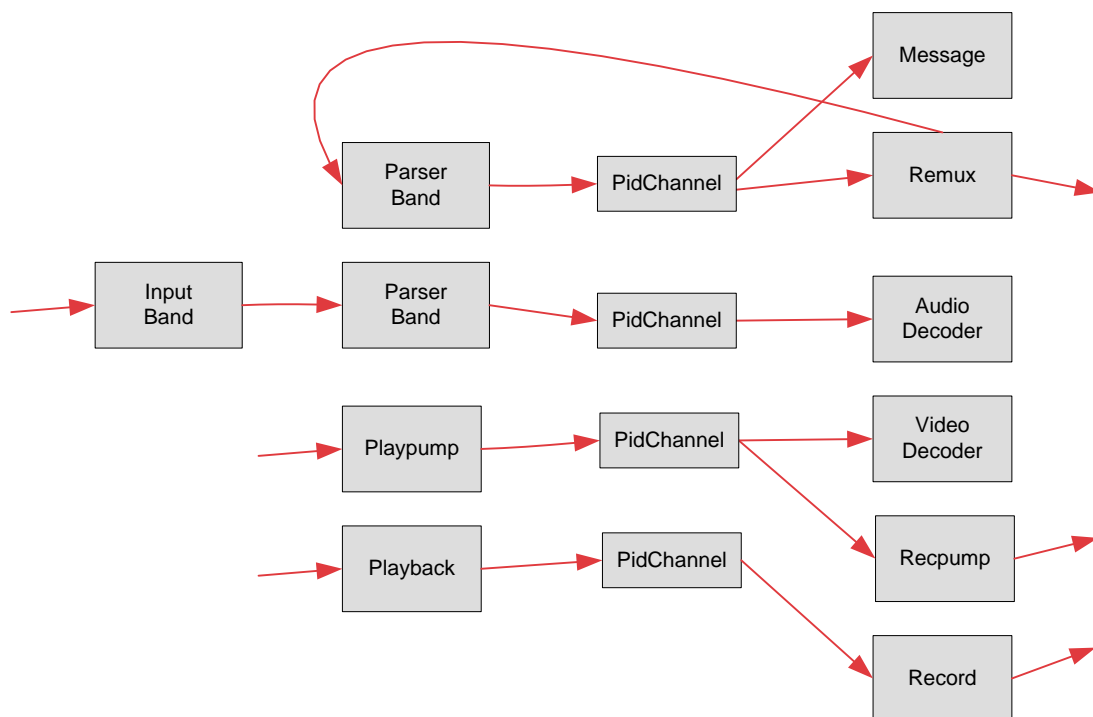 Message
Parser
Band
PidChannel
Remux
Input
Band
Parser
Band
PidChannel
Audio
Decoder
Playpump
PidChannel
Video
Decoder
Playback
PidChannel
Recpump
Record